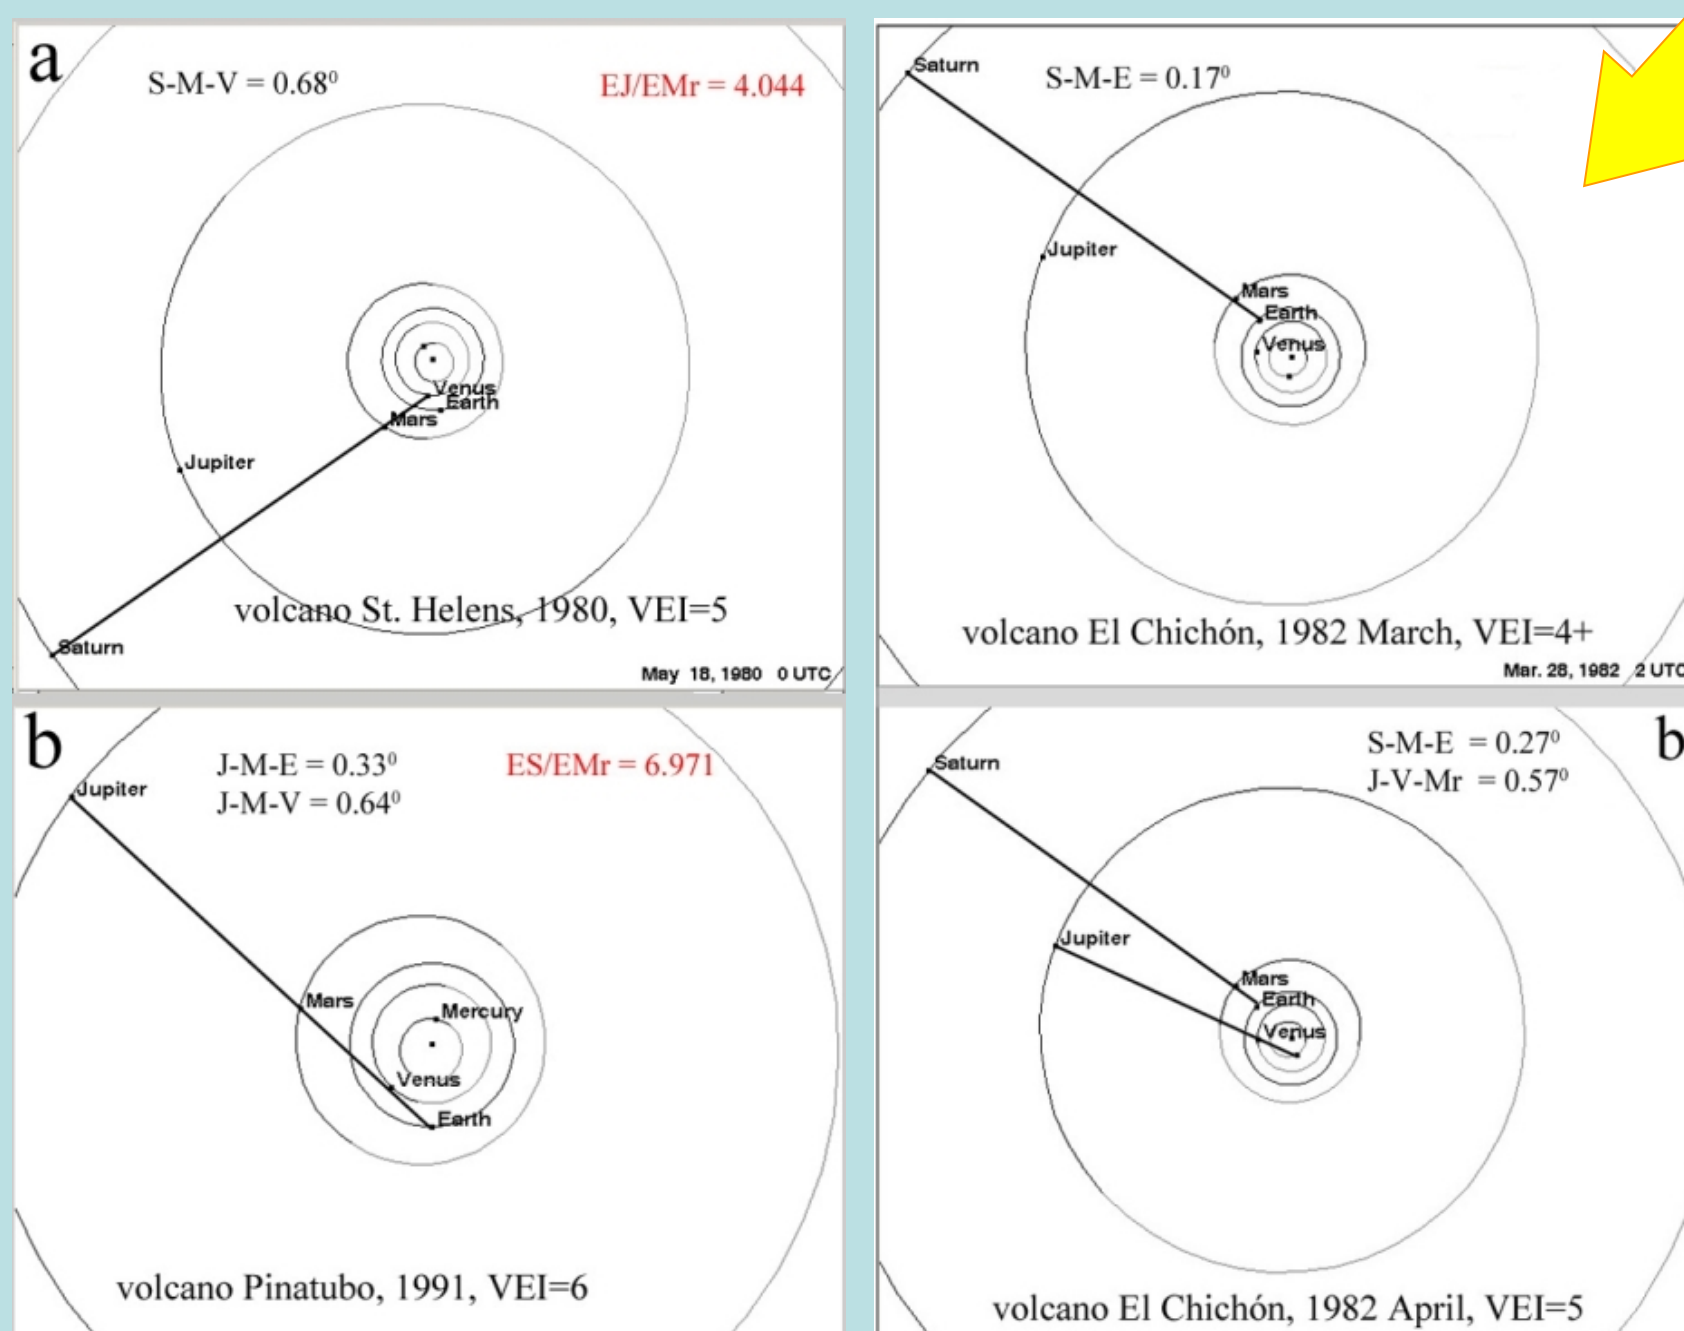 a
S-M-V = 0.68⁰
EJ/EMr = 4.044
Venus
Earth
Mars
Jupiter
Saturn
volcano St. Helens, 1980, VEI=5
May 18, 1980 0 UTC
Saturn
S-M-E = 0.17⁰
Jupiter
Mars
Earth
Venus
volcano El Chichón, 1982 March, VEI=4+
Mar. 28, 1982 2 UTC
b
J-M-E = 0.33⁰
ES/EMr = 6.971
J-M-V = 0.64⁰
Jupiter
Mars
Mercury
Venus
Earth
volcano Pinatubo, 1991, VEI=6
S-M-E = 0.27⁰
b
J-V-Mr = 0.57⁰
Saturn
Jupiter
Mars
Earth
Venus
volcano El Chichón, 1982 April, VEI=5